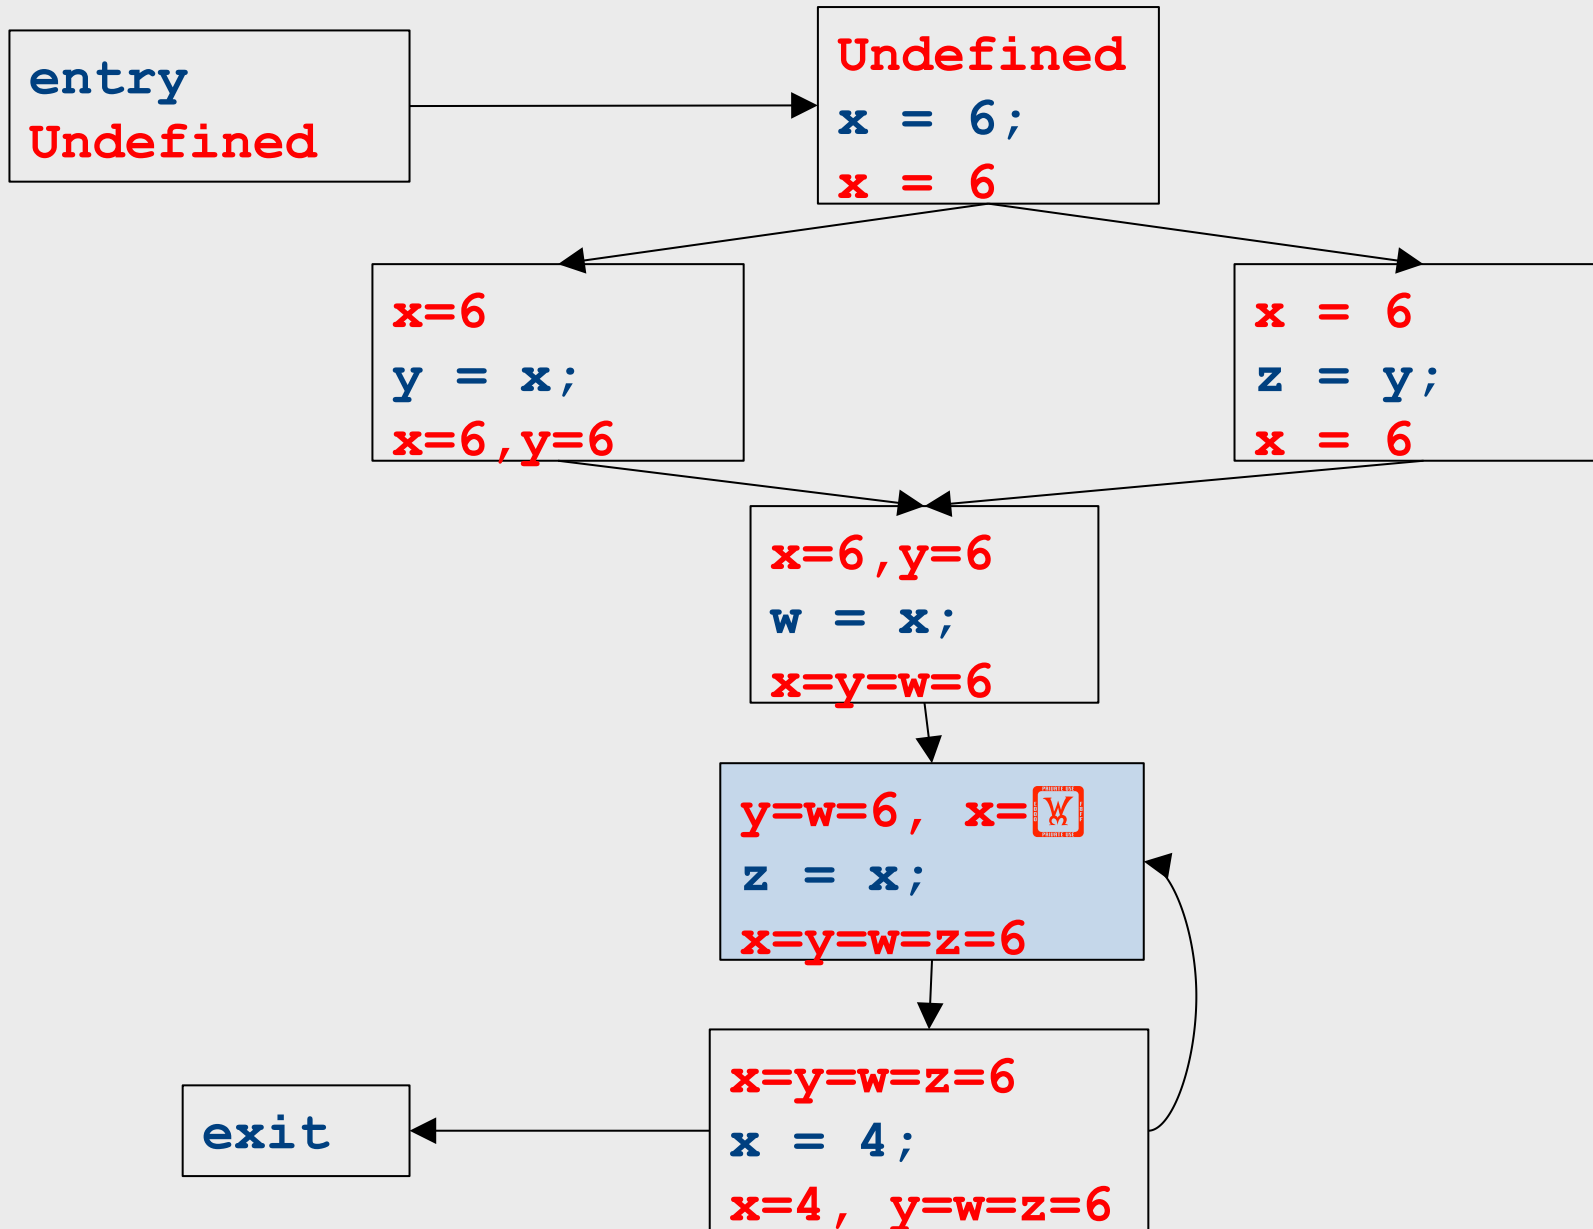 entry
Undefined
Undefined
x = 6;
x = 6
x=6
y = x;
x=6,y=6
x = 6
z = y;
x = 6
x=6,y=6
w = x;
x=y=w=6
y=w=6, x=
z = x;
x=y=w=z=6
x=y=w=z=6
x = 4;
x=4, y=w=z=6
exit